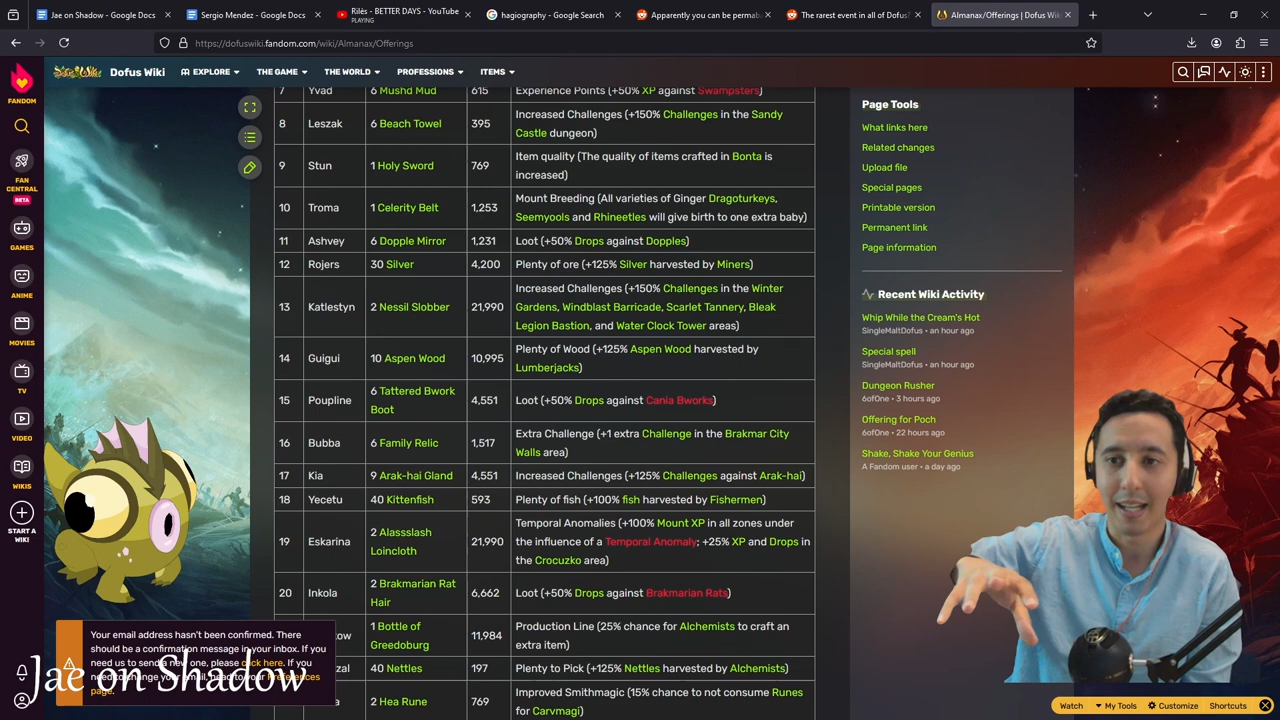 Jae on Shadow - Google Docs
Sergio Mendez - Google Docs
Riles - BETTER DAYS - YouTube
PLAYING
hagiography - Google Search
Apparently you can be permab
The rarest event in all of Dofus
Almanax/Offerings | Dofus Wi
https://dofuswiki.fandom.com/wiki/Almanax/Offerings
FANDOM
Dofus Wiki
EXPLORE
THE GAME
THE WORLD
PROFESSIONS
ITEMS
FAN
CENTRAL
BETA
GAMES
ANIME
MOVIES
TV
VIDEO
WIKIS
START A
WIKI
7 Yvad 6 Mushd Mud 615 Experience Points (+50% XP against Swampsters)
8 Leszak 6 Beach Towel 395 Increased Challenges (+150% Challenges in the Sandy
Castle dungeon)
9 Stun 1 Holy Sword 769 Item quality (The quality of items crafted in Bonta is
increased)
10 Troma 1 Celerity Belt 1,253 Mount Breeding (All varieties of Ginger Dragoturkeys,
Seemyools and Rhineetles will give birth to one extra baby)
11 Ashvey 6 Dopple Mirror 1,231 Loot (+50% Drops against Dopples)
12 Rojers 30 Silver 4,200 Plenty of ore (+125% Silver harvested by Miners)
13 Katlestyn 2 Nessil Slobber 21,990 Increased Challenges (+150% Challenges in the Winter
Gardens, Windblast Barricade, Scarlet Tannery, Bleak
Legion Bastion, and Water Clock Tower areas)
14 Guigui 10 Aspen Wood 10,995 Plenty of Wood (+125% Aspen Wood harvested by
Lumberjacks)
15 Poupline 6 Tattered Bwork
Boot 4,551 Loot (+50% Drops against Cania Bworks)
16 Bubba 6 Family Relic 1,517 Extra Challenge (+1 extra Challenge in the Brakmar City
Walls area)
17 Kia 9 Arak-hai Gland 4,551 Increased Challenges (+125% Challenges against Arak-hai)
18 Yecetu 40 Kittenfish 593 Plenty of fish (+100% fish harvested by Fishermen)
19 Eskarina 2 Alassslash
Loincloth 21,990 Temporal Anomalies (+100% Mount XP in all zones under
the influence of a Temporal Anomaly; +25% XP and Drops in
the Crocuzko area)
20 Inkola 2 Brakmarian Rat
Hair 6,662 Loot (+50% Drops against Brakmarian Rats)
1 Bottle of
Greedoburg 11,984 Production Line (25% chance for Alchemists to craft an
extra item)
40 Nettles 197 Plenty to Pick (+125% Nettles harvested by Alchemists)
2 Hea Rune 769 Improved Smithmagic (15% chance to not consume Runes
for Carvmagi)
Page Tools
What links here
Related changes
Upload file
Special pages
Printable version
Permanent link
Page information
Recent Wiki Activity
Whip While the Cream's Hot
SingleMaltDofus • an hour ago
Special spell
SingleMaltDofus • an hour ago
Dungeon Rusher
6ofOne • 3 hours ago
Offering for Poch
6ofOne • 22 hours ago
Shake, Shake Your Genius
A Fandom user • a day ago
Your email address hasn't been confirmed. There
should be a confirmation message in your inbox. If you
need us to send a new one, please click here. If you
Preferences
page.
Jae on Shadow
Watch
My Tools
Customize
Shortcuts